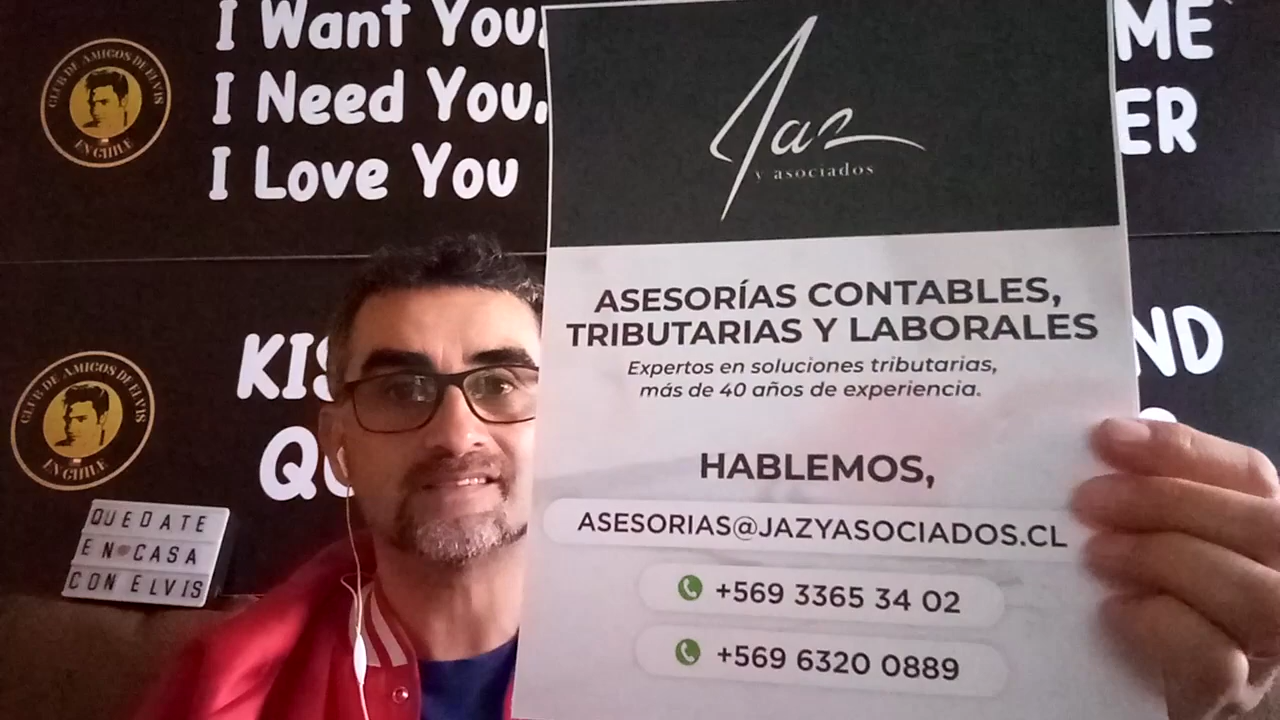 I Want You,
I Need You,
I Love You
ME
ER
CLUB DE AMIGOS DE ELVIS
EN CHILE
Jaz
y asociados
ASESORÍAS CONTABLES,
TRIBUTARIAS Y LABORALES
Expertos en soluciones tributarias,
más de 40 años de experiencia.
HABLEMOS,
ASESORIAS@JAZYASOCIADOS.CL
+569 3365 34 02
+569 6320 0889
KIS
QU
ND
CLUB DE AMIGOS DE ELVIS
EN CHILE
QUEDATE
EN CASA
CON ELVIS